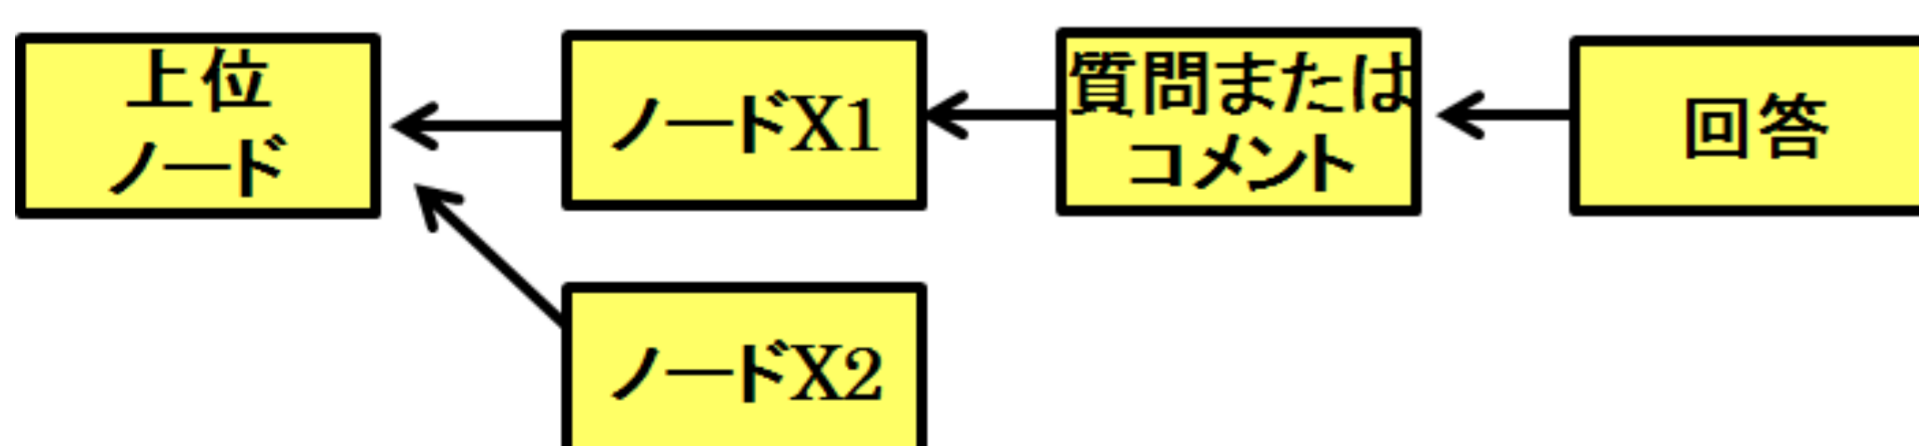 上位
ノード
ノードX1
質問または
コメント
回答
ノードX2